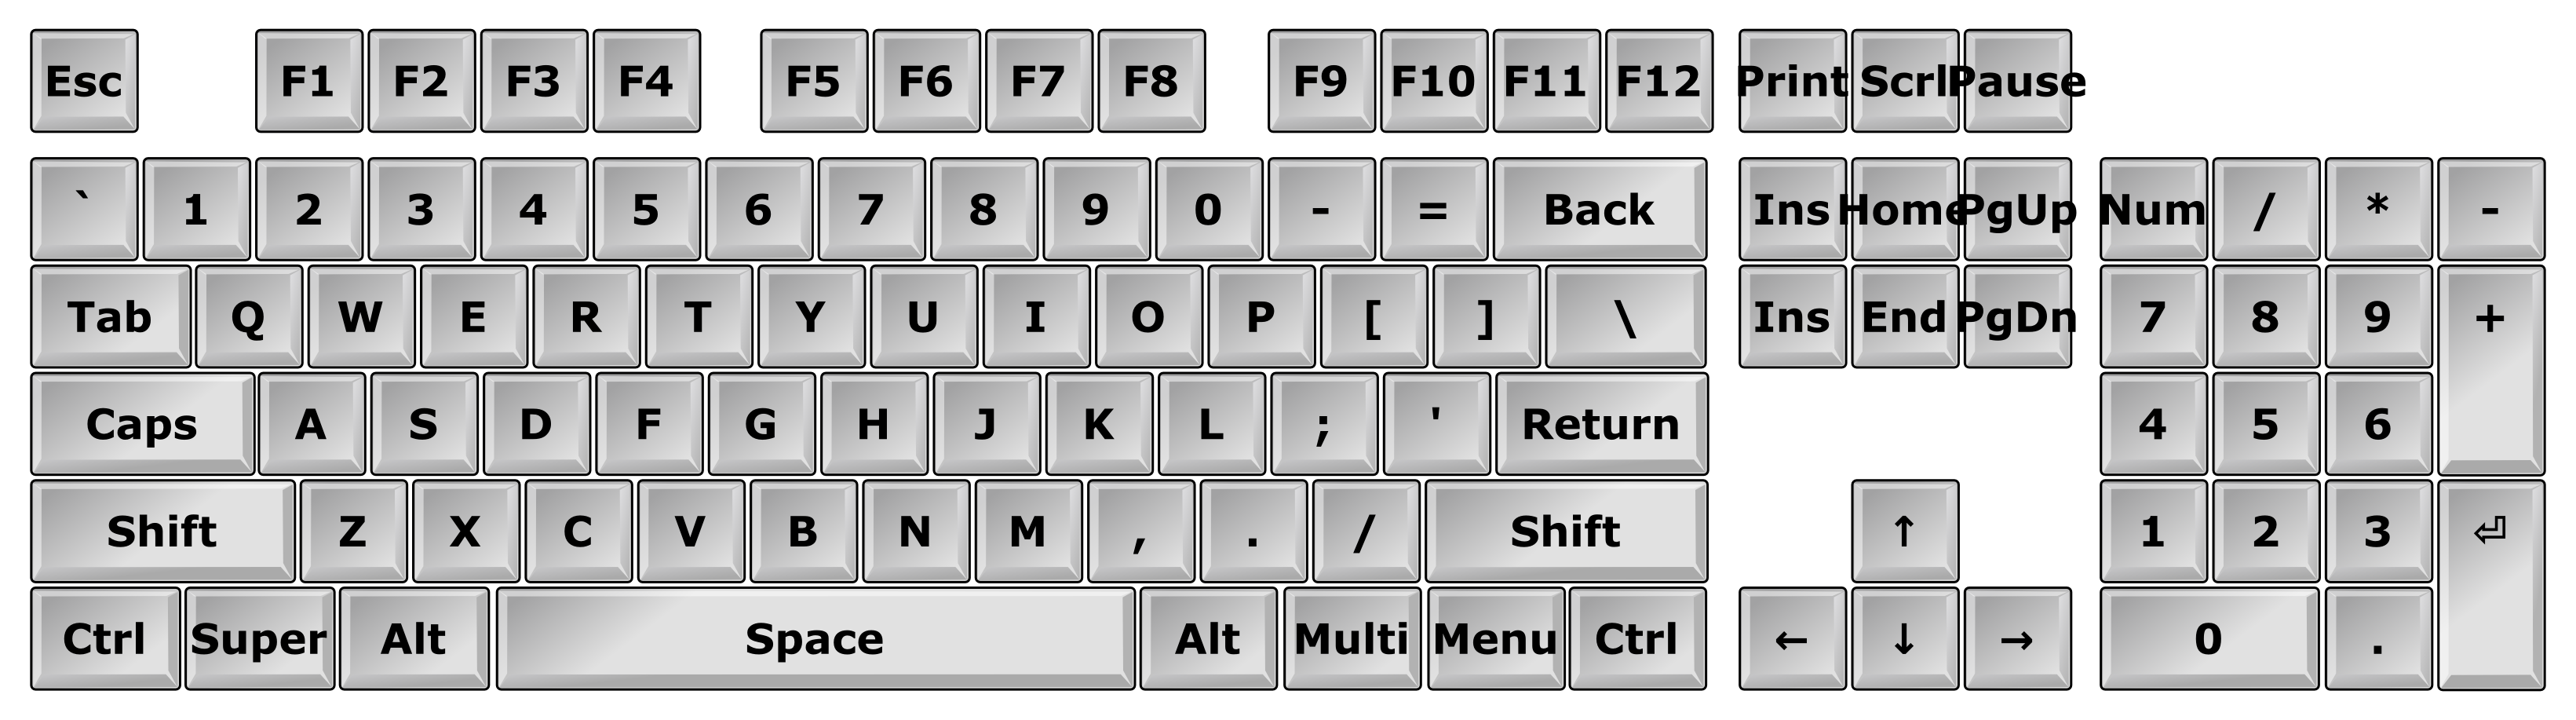 Esc F1 F2 F3 F4 F5 F6 F7 F8 F9 F10 F11 F12 Print Scrl Pause
` 1 2 3 4 5 6 7 8 9 0 - = Back Ins Home PgUp Num / * -
Tab Q W E R T Y U I O P [ ] \ Ins End PgDn 7 8 9 +
Caps A S D F G H J K L ; ' Return 4 5 6
Shift Z X C V B N M , . / Shift ↑ 1 2 3 ⏎
Ctrl Super Alt Space Alt Multi Menu Ctrl ← ↓ → 0 .